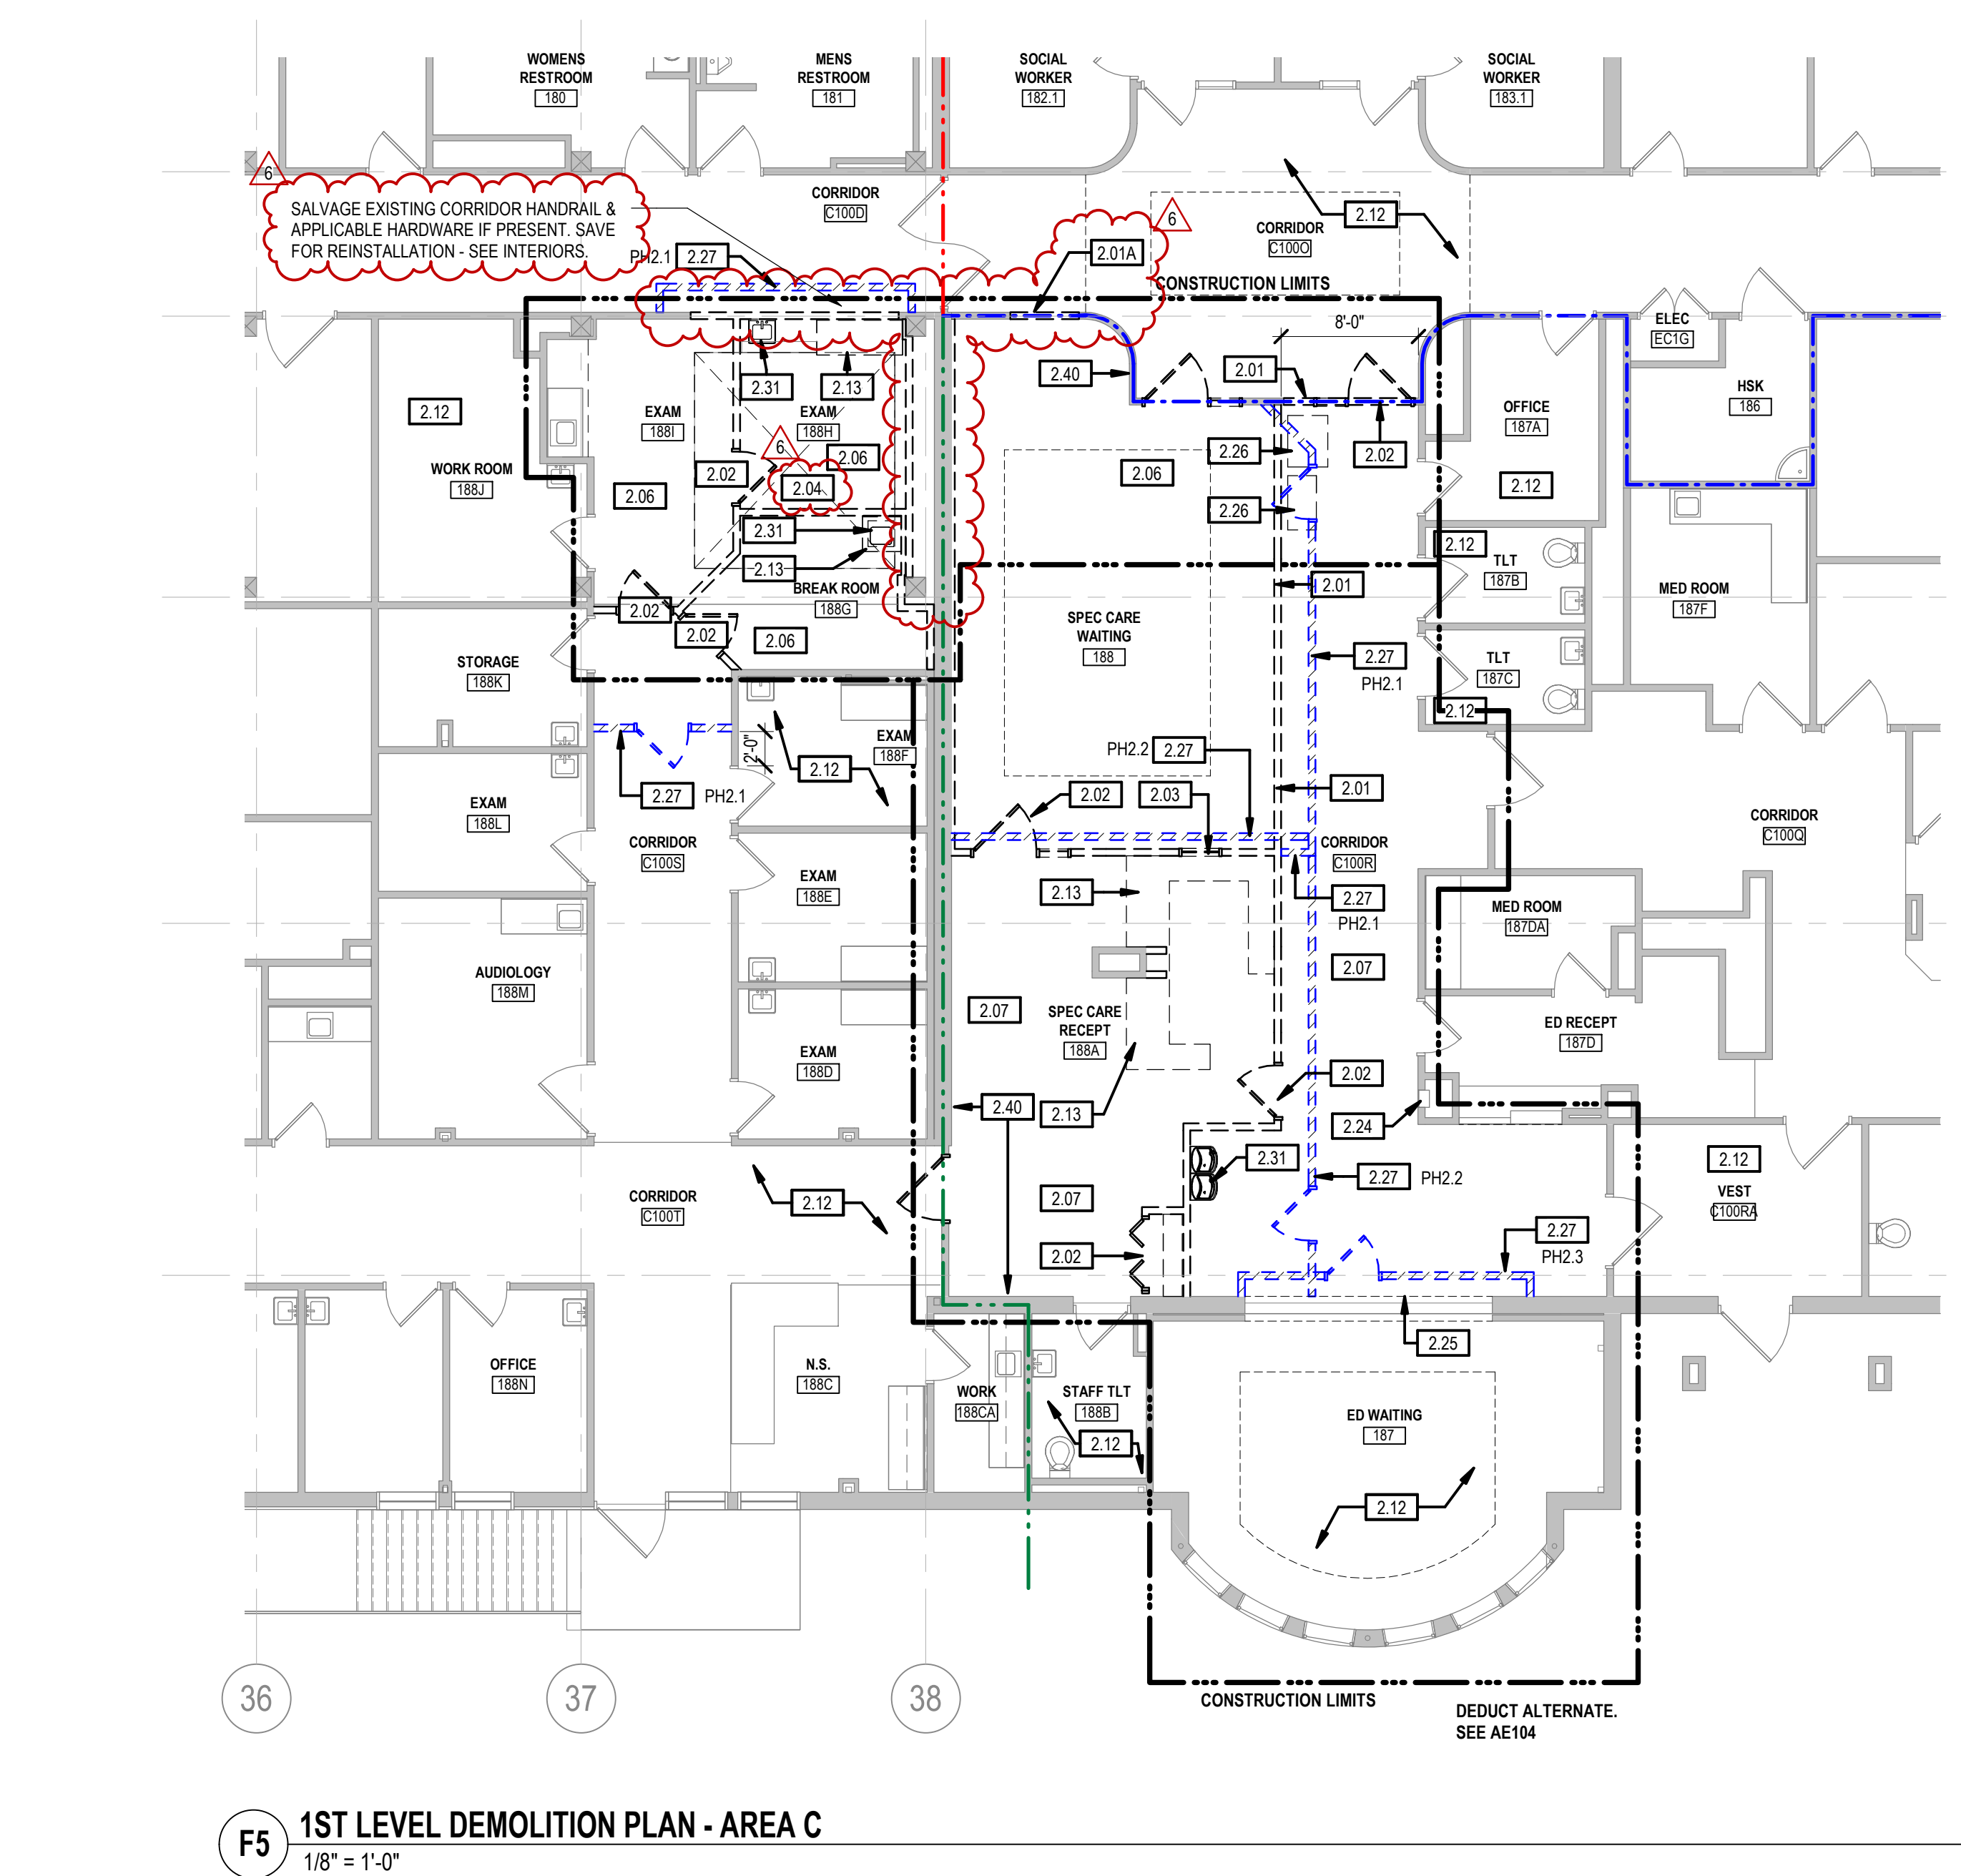 WOMENS
RESTROOM
180
MENS
RESTROOM
181
SOCIAL
WORKER
182.1
SOCIAL
WORKER
183.1
6
SALVAGE EXISTING CORRIDOR HANDRAIL &
APPLICABLE HARDWARE IF PRESENT. SAVE
FOR REINSTALLATION - SEE INTERIORS.
CORRIDOR
C100D
PH2.1 2.27
2.01A
6
CORRIDOR
C100O
2.12
CONSTRUCTION LIMITS
8'-0"
ELEC
EC1G
HSK
186
2.40
2.01
2.02
2.31
2.13
2.12
EXAM
188I
EXAM
188H
6
2.06
2.02
2.04
2.06
2.31
2.13
WORK ROOM
188J
BREAK ROOM
188G
2.02
2.02
2.06
2.06
2.26
2.26
OFFICE
187A
2.12
2.12
TLT
187B
2.01
MED ROOM
187F
SPEC CARE
WAITING
188
2.27
PH2.1
TLT
187C
2.12
STORAGE
188K
2'-0"
EXAM
188F
2.12
2.27 PH2.1
PH2.2 2.27
2.02
2.03
2.01
EXAM
188L
CORRIDOR
C100S
CORRIDOR
C100R
CORRIDOR
C100Q
EXAM
188E
2.13
2.27
PH2.1
MED ROOM
187DA
2.07
AUDIOLOGY
188M
2.07
SPEC CARE
RECEPT
188A
ED RECEPT
187D
EXAM
188D
2.02
2.40
2.13
2.24
2.31
2.27 PH2.2
2.12
VEST
C100RA
CORRIDOR
C100T
2.12
2.07
2.02
2.27
PH2.3
2.25
OFFICE
188N
N.S.
188C
WORK
188CA
STAFF TLT
188B
2.12
ED WAITING
187
2.12
36
37
38
CONSTRUCTION LIMITS
DEDUCT ALTERNATE.
SEE AE104
F5
1ST LEVEL DEMOLITION PLAN - AREA C
1/8" = 1'-0"